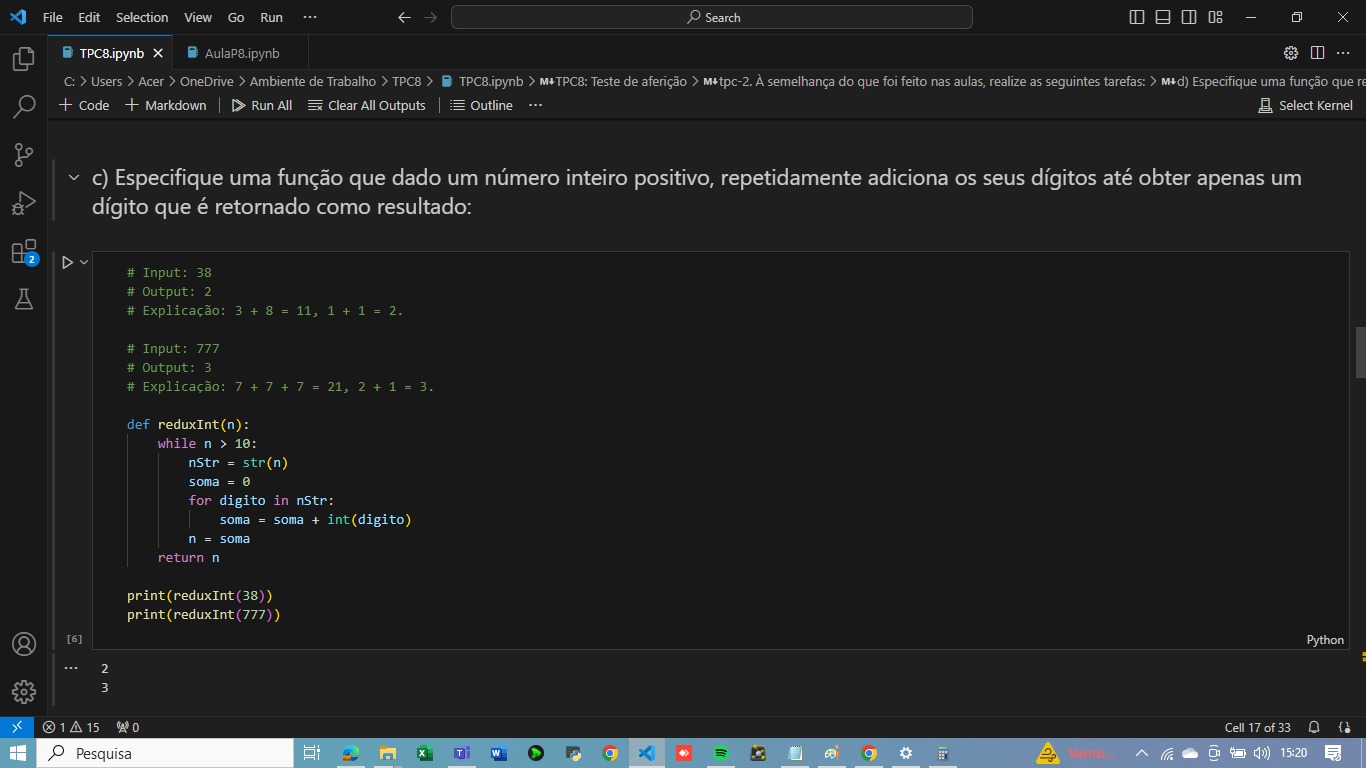 File Edit Selection View Go Run ··· Search
TPC8.ipynb AulaP8.ipynb
C: > Users > Acer > OneDrive > Ambiente de Trabalho > TPC8 > TPC8.ipynb > M↓TPC8: Teste de aferição > M↓tpc-2. À semelhança do que foi feito nas aulas, realize as seguintes tarefas: > M↓d) Especifique uma função que re
+ Code + Markdown Run All Clear All Outputs Outline ··· Select Kernel
c) Especifique uma função que dado um número inteiro positivo, repetidamente adiciona os seus dígitos até obter apenas um
dígito que é retornado como resultado:
# Input: 38
# Output: 2
# Explicação: 3 + 8 = 11, 1 + 1 = 2.
# Input: 777
# Output: 3
# Explicação: 7 + 7 + 7 = 21, 2 + 1 = 3.
def reduxInt(n):
while n > 10:
nStr = str(n)
soma = 0
for digito in nStr:
soma = soma + int(digito)
n = soma
return n
print(reduxInt(38))
print(reduxInt(777))
[6] Python
··· 2
3
2
1 15 0 Cell 17 of 33
Pesquisa Vento... 15:20